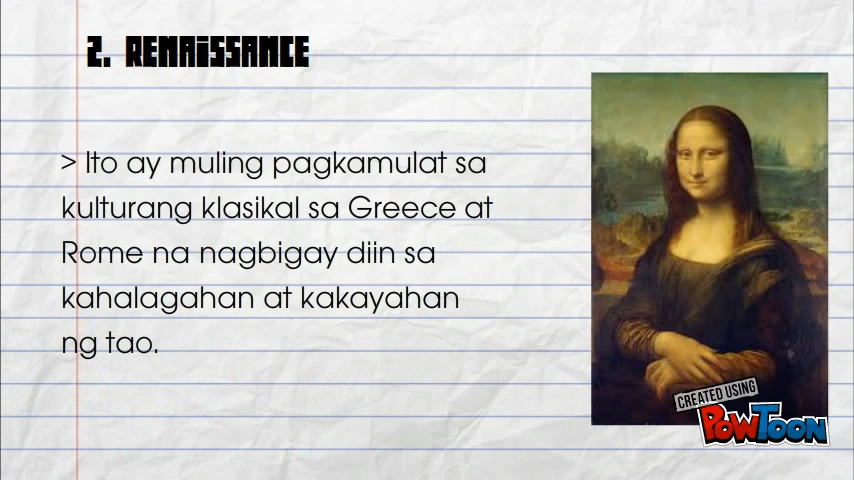 2. RENAISSANCE
> Ito ay muling pagkamulat sa
kulturang klasikal sa Greece at
Rome na nagbigay diin sa
kahalagahan at kakayahan
ng tao.
CREATED USING
POWTOON